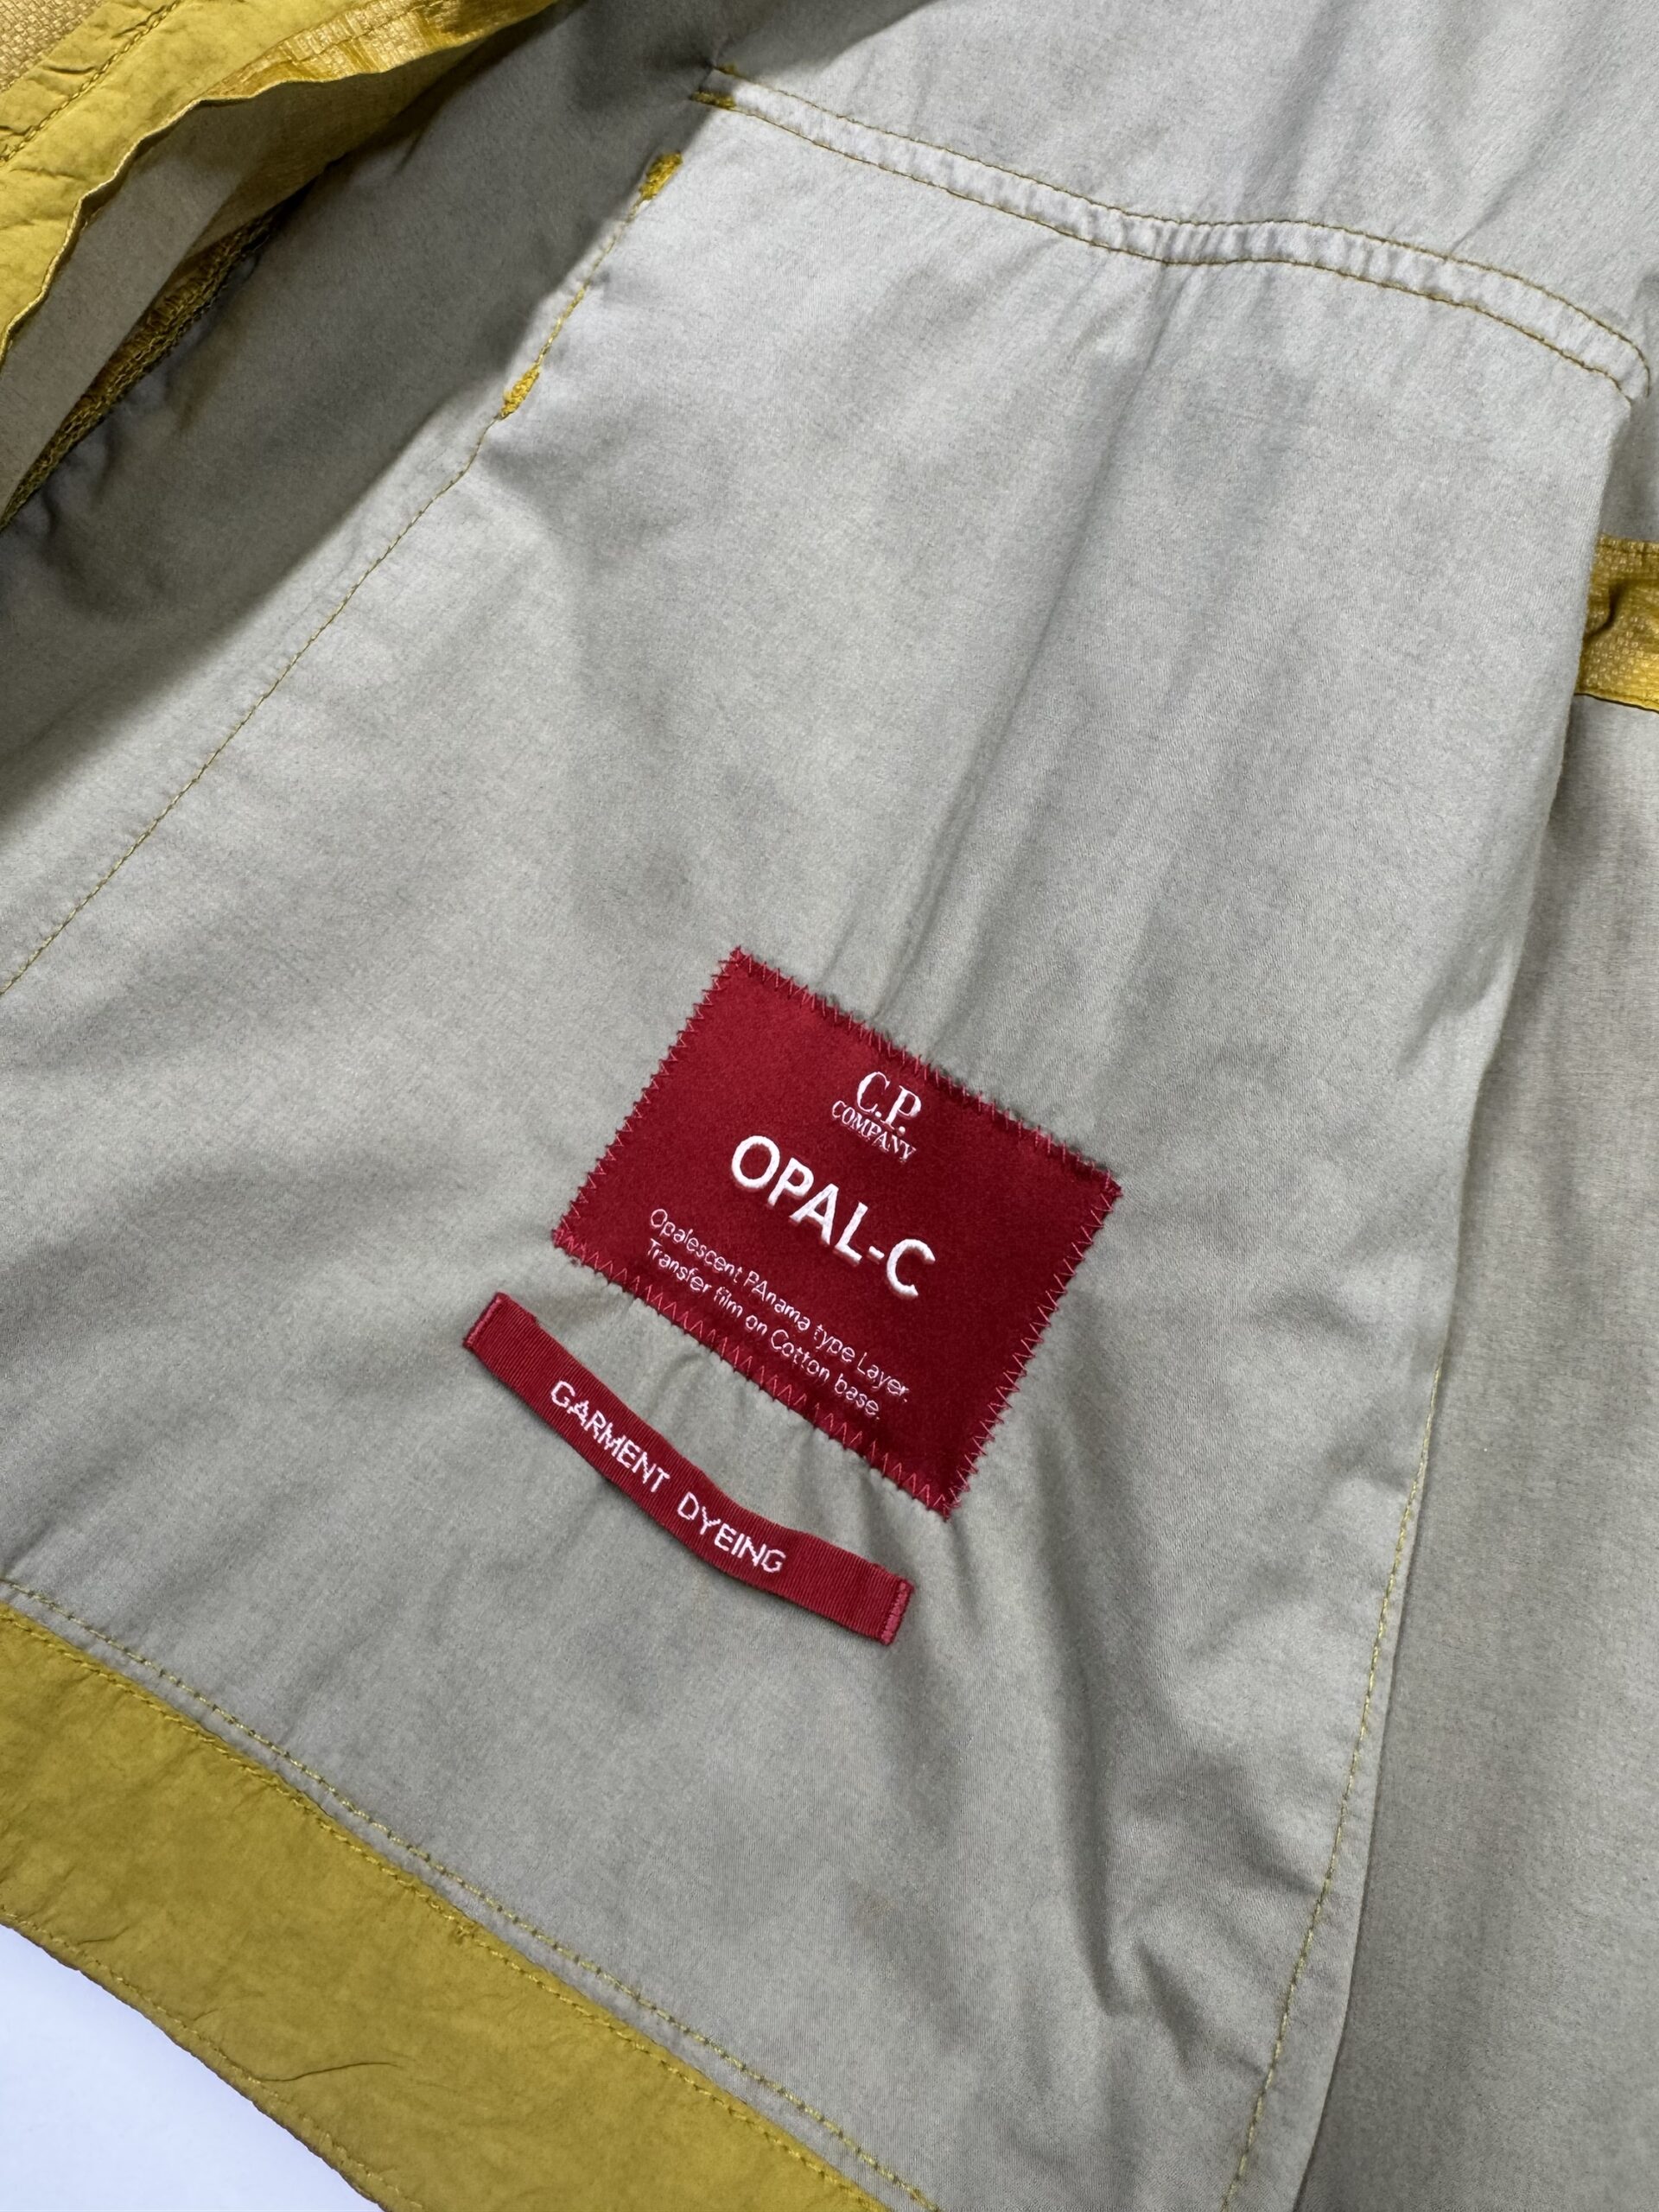 C.P.
COMPANY
OPAL-C
Opalescent PAnama type Layer.
Transfer film on Cotton base.
GARMENT DYEING